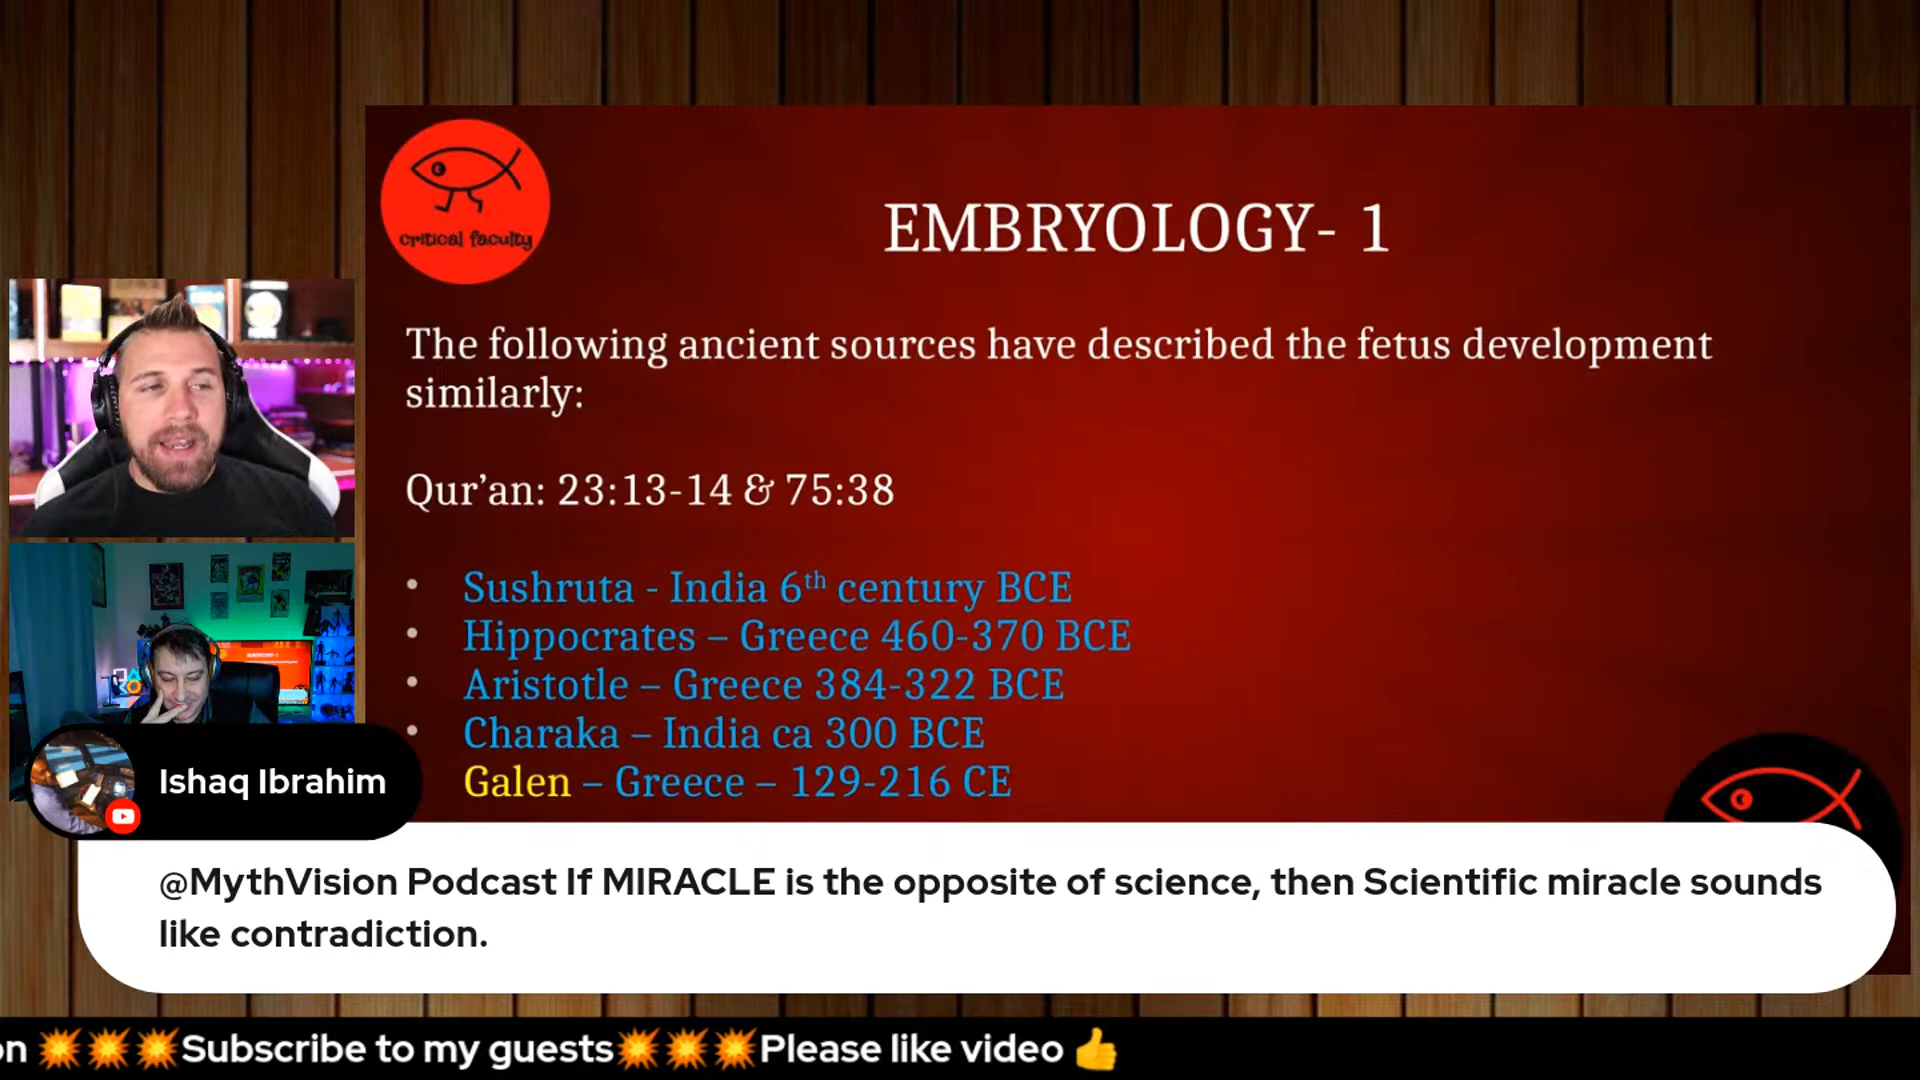 critical faculty
EMBRYOLOGY- 1
The following ancient sources have described the fetus development
similarly:
Qur’an: 23:13-14 & 75:38
• Sushruta - India 6th century BCE
• Hippocrates – Greece 460-370 BCE
• Aristotle – Greece 384-322 BCE
• Charaka – India ca 300 BCE
Galen – Greece – 129-216 CE
Ishaq Ibrahim
@MythVision Podcast If MIRACLE is the opposite of science, then Scientific miracle sounds
like contradiction.
on 💥💥💥Subscribe to my guests💥💥💥Please like video 👍